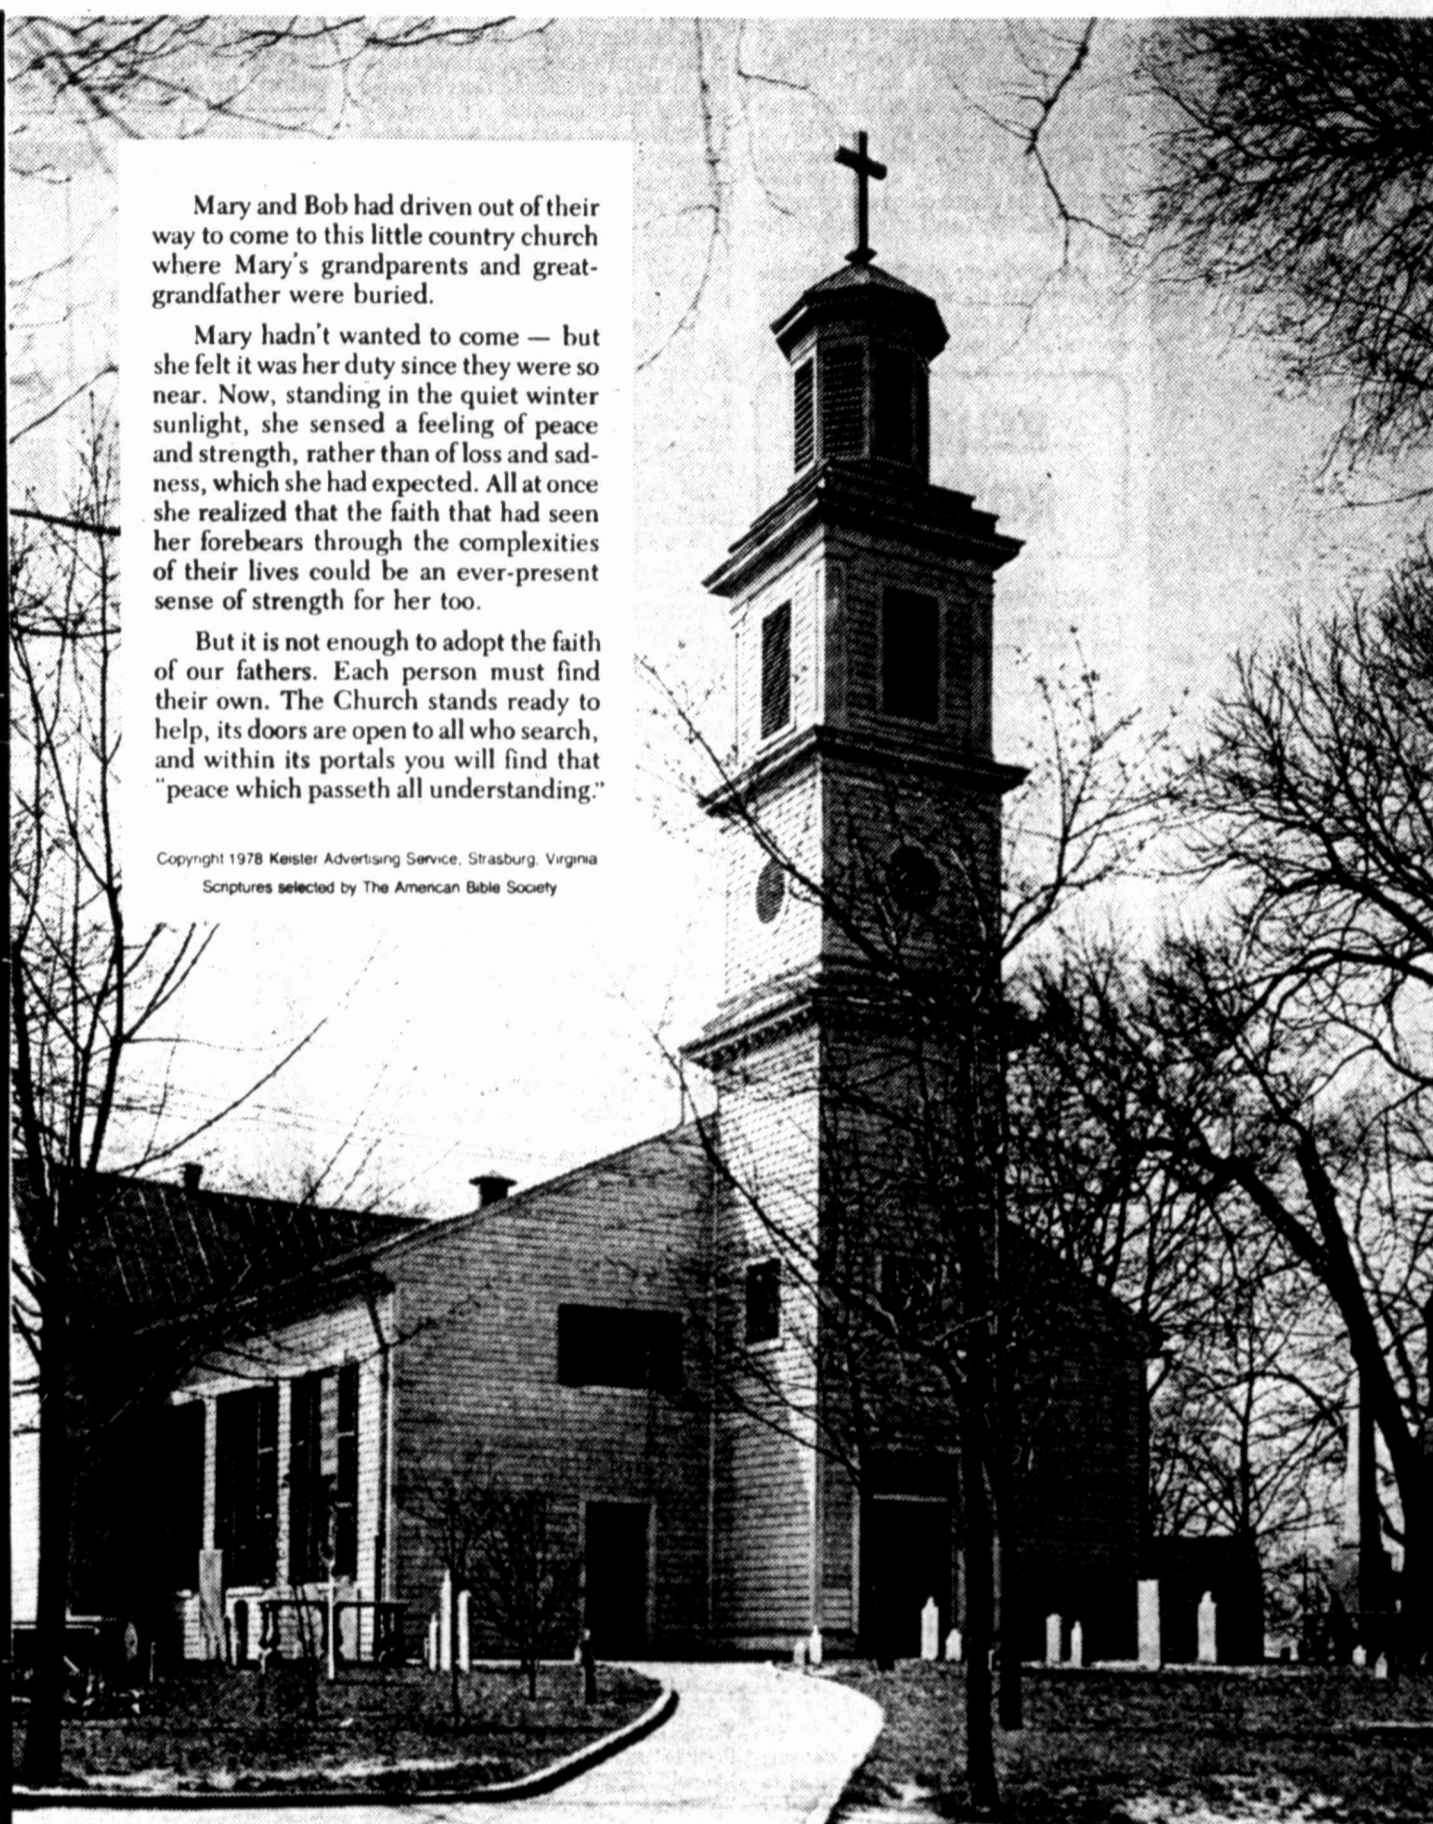 Mary and Bob had driven out of their
way to come to this little country church
where Mary's grandparents and great-
grandfather were buried.
Mary hadn't wanted to come — but
she felt it was her duty since they were so
near. Now, standing in the quiet winter
sunlight, she sensed a feeling of peace
and strength, rather than of loss and sad-
ness, which she had expected. All at once
she realized that the faith that had seen
her forebears through the complexities
of their lives could be an ever-present
sense of strength for her too.
But it is not enough to adopt the faith
of our fathers. Each person must find
their own. The Church stands ready to
help, its doors are open to all who search,
and within its portals you will find that
"peace which passeth all understanding."
Copyright 1978 Keister Advertising Service, Strasburg, Virginia
Scriptures selected by The American Bible Society